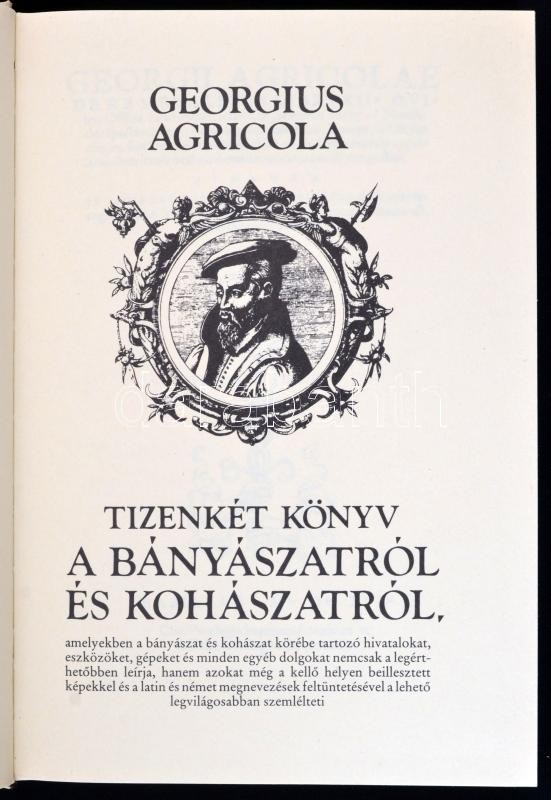 GEORGIUS
AGRICOLA
TIZENKÉT KÖNYV
A BÁNYÁSZATRÓL
ÉS KOHÁSZATRÓL,
amelyekben a bányászat és kohászat körébe tartozó hivatalokat,
eszközöket, gépeket és minden egyéb dolgokat nemcsak a legért-
hetőbben leírja, hanem azokat még a kellő helyen beillesztett
képekkel és a latin és német megnevezések feltüntetésével a lehető
legvilágosabban szemlélteti